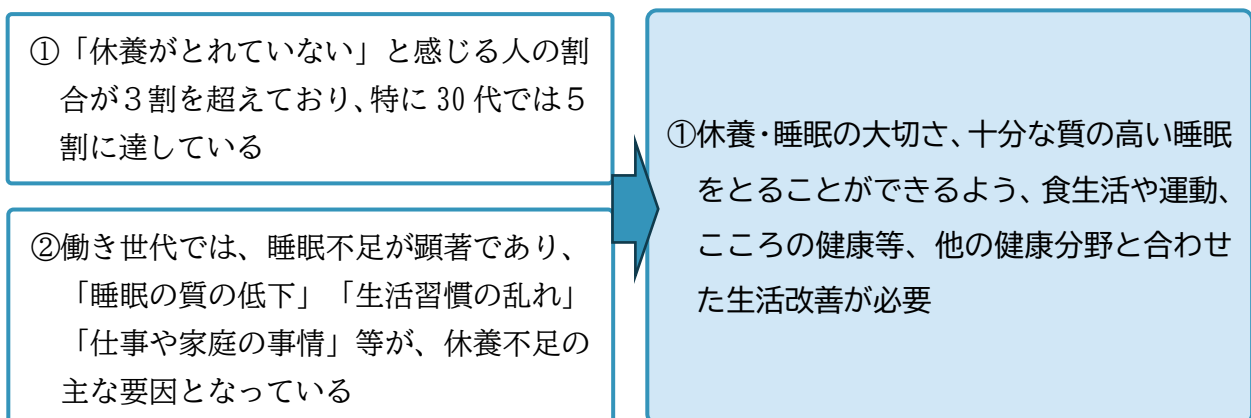 ①「休養がとれていない」と感じる人の割
合が３割を超えており、特に 30 代では５
割に達している
②働き世代では、睡眠不足が顕著であり、
「睡眠の質の低下」「生活習慣の乱れ」
「仕事や家庭の事情」等が、休養不足の
主な要因となっている
①休養・睡眠の大切さ、十分な質の高い睡眠
をとることができるよう、食生活や運動、
こころの健康等、他の健康分野と合わせ
た生活改善が必要